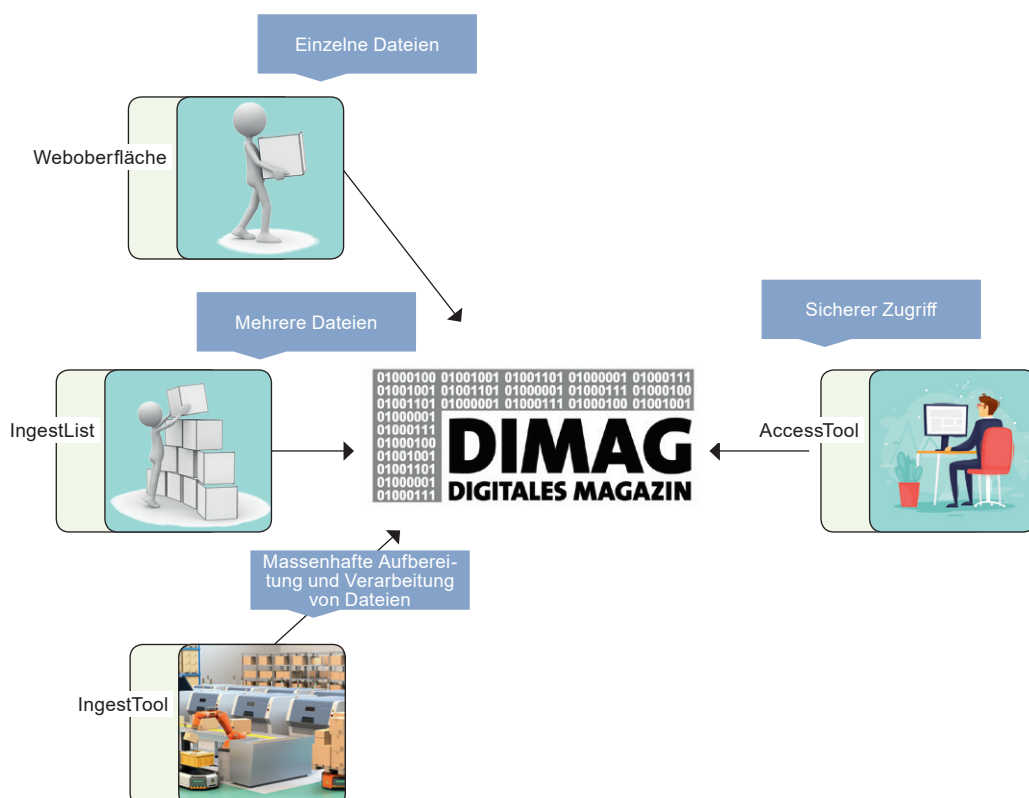 Einzelne Dateien
Weboberfläche
Mehrere Dateien
Sicherer Zugriff
IngestList
01000100 01001001 01001101 01000001 01000111
01001001 01001101 01000001 01000111 01000100
01001101 01000001 01000111 01000100 01001001
01000001
01000111
01000100
01001001
01001101
01000001
01000111
DIMAG
DIGITALES MAGAZIN
AccessTool
Massenhafte Aufberei-
tung und Verarbeitung
von Dateien
IngestTool